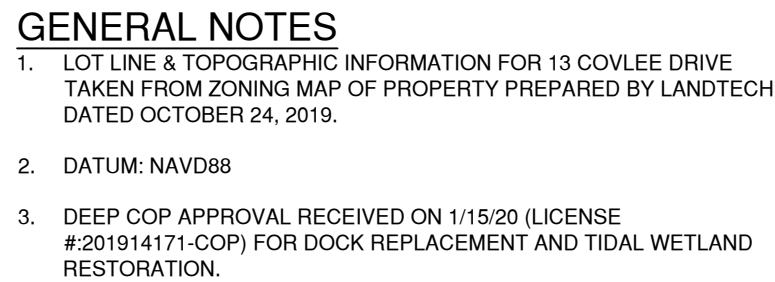 GENERAL NOTES
1. LOT LINE & TOPOGRAPHIC INFORMATION FOR 13 COVLEE DRIVE
TAKEN FROM ZONING MAP OF PROPERTY PREPARED BY LANDTECH
DATED OCTOBER 24, 2019.
2. DATUM: NAVD88
3. DEEP COP APPROVAL RECEIVED ON 1/15/20 (LICENSE
#:201914171-COP) FOR DOCK REPLACEMENT AND TIDAL WETLAND
RESTORATION.